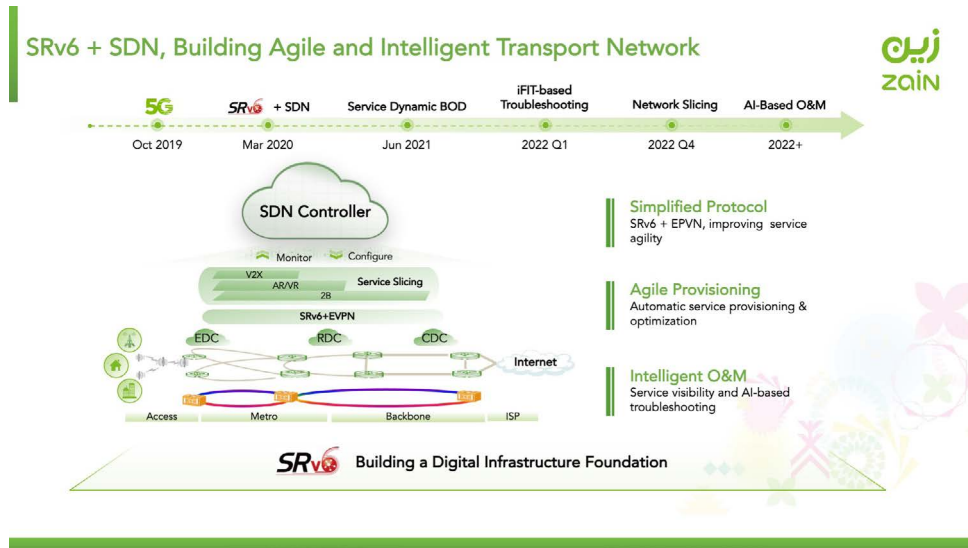 SRv6 + SDN, Building Agile and Intelligent Transport Network
زين
zain
5G
SRv6 + SDN
Service Dynamic BOD
iFIT-based
Troubleshooting
Network Slicing
AI-Based O&M
Oct 2019
Mar 2020
Jun 2021
2022 Q1
2022 Q4
2022+
SDN Controller
Monitor
Configure
V2X
AR/VR
2B
Service Slicing
SRv6+EVPN
EDC
RDC
CDC
Internet
Access
Metro
Backbone
ISP
Simplified Protocol
SRv6 + EPVN, improving service
agility
Agile Provisioning
Automatic service provisioning &
optimization
Intelligent O&M
Service visibility and AI-based
troubleshooting
SRv6 Building a Digital Infrastructure Foundation